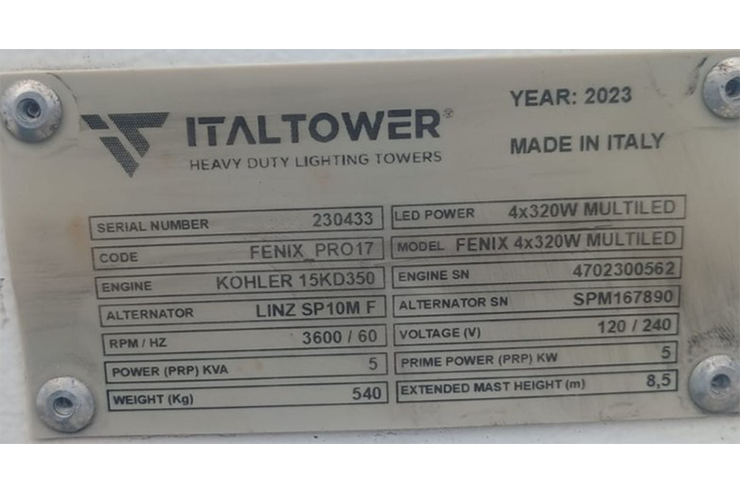 ITALTOWER®
HEAVY DUTY LIGHTING TOWERS
YEAR: 2023
MADE IN ITALY
SERIAL NUMBER 230433
LED POWER 4x320W MULTILED
CODE FENIX_PRO17
MODEL FENIX 4x320W MULTILED
ENGINE KOHLER 15KD350
ENGINE SN 4702300562
ALTERNATOR LINZ SP10M F
ALTERNATOR SN SPM167890
RPM / HZ 3600 / 60
VOLTAGE (V) 120 / 240
POWER (PRP) KVA 5
PRIME POWER (PRP) KW 5
WEIGHT (Kg) 540
EXTENDED MAST HEIGHT (m) 8,5